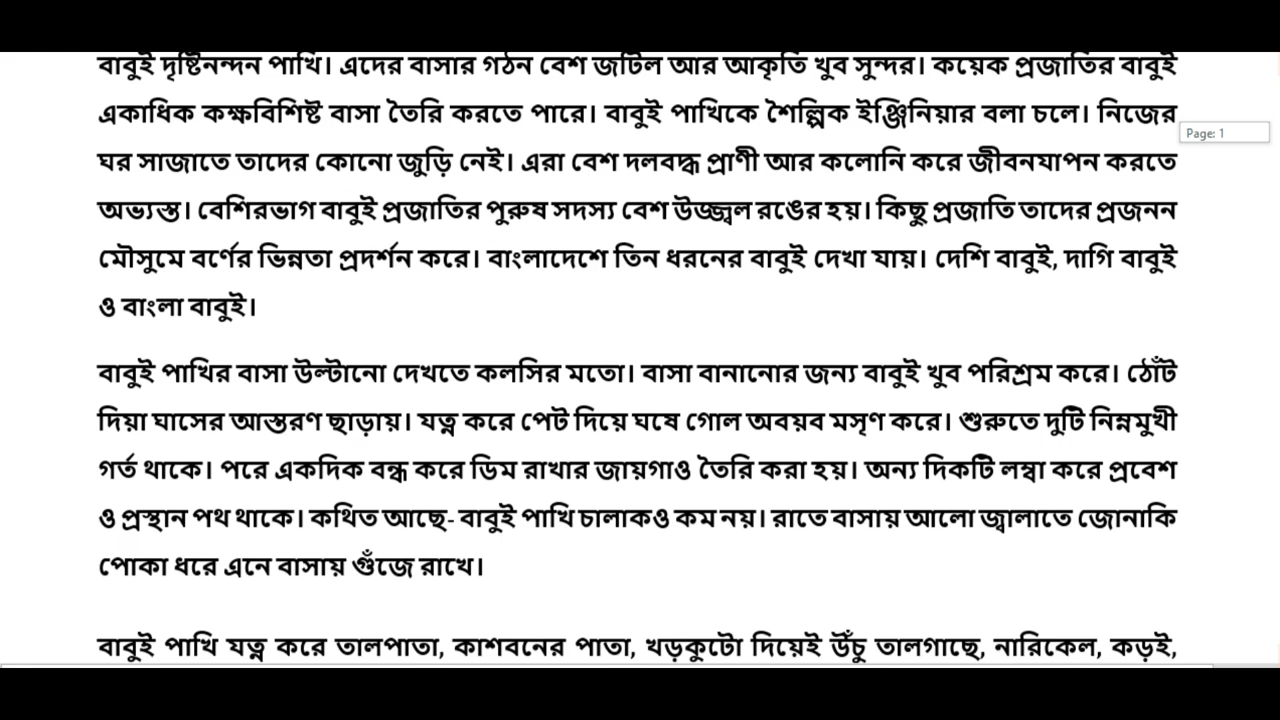 বাবুই দৃষ্টিনন্দন পাখি। এদের বাসার গঠন বেশ জটিল আর আকৃতি খুব সুন্দর। কয়েক প্রজাতির বাবুই
একাধিক কক্ষবিশিষ্ট বাসা তৈরি করতে পারে। বাবুই পাখিকে শৈল্পিক ইঞ্জিনিয়ার বলা চলে। নিজের
Page: 1
ঘর সাজাতে তাদের কোনো জুড়ি নেই। এরা বেশ দলবদ্ধ প্রাণী আর কলোনি করে জীবনযাপন করতে
অভ্যস্ত। বেশিরভাগ বাবুই প্রজাতির পুরুষ সদস্য বেশ উজ্জ্বল রঙের হয়। কিছু প্রজাতি তাদের প্রজনন
মৌসুমে বর্ণের ভিন্নতা প্রদর্শন করে। বাংলাদেশে তিন ধরনের বাবুই দেখা যায়। দেশি বাবুই, দাগি বাবুই
ও বাংলা বাবুই।
বাবুই পাখির বাসা উল্টানো দেখতে কলসির মতো। বাসা বানানোর জন্য বাবুই খুব পরিশ্রম করে। ঠোঁট
দিয়া ঘাসের আস্তরণ ছাড়ায়। যত্ন করে পেট দিয়ে ঘষে গোল অবয়ব মসৃণ করে। শুরুতে দুটি নিম্নমুখী
গর্ত থাকে। পরে একদিক বন্ধ করে ডিম রাখার জায়গাও তৈরি করা হয়। অন্য দিকটি লম্বা করে প্রবেশ
ও প্রস্থান পথ থাকে। কথিত আছে- বাবুই পাখি চালাকও কম নয়। রাতে বাসায় আলো জ্বালাতে জোনাকি
পোকা ধরে এনে বাসায় গুঁজে রাখে।
বাবুই পাখি যত্ন করে তালপাতা, কাশবনের পাতা, খড়কুটো দিয়েই উঁচু তালগাছে, নারিকেল, কড়ই,